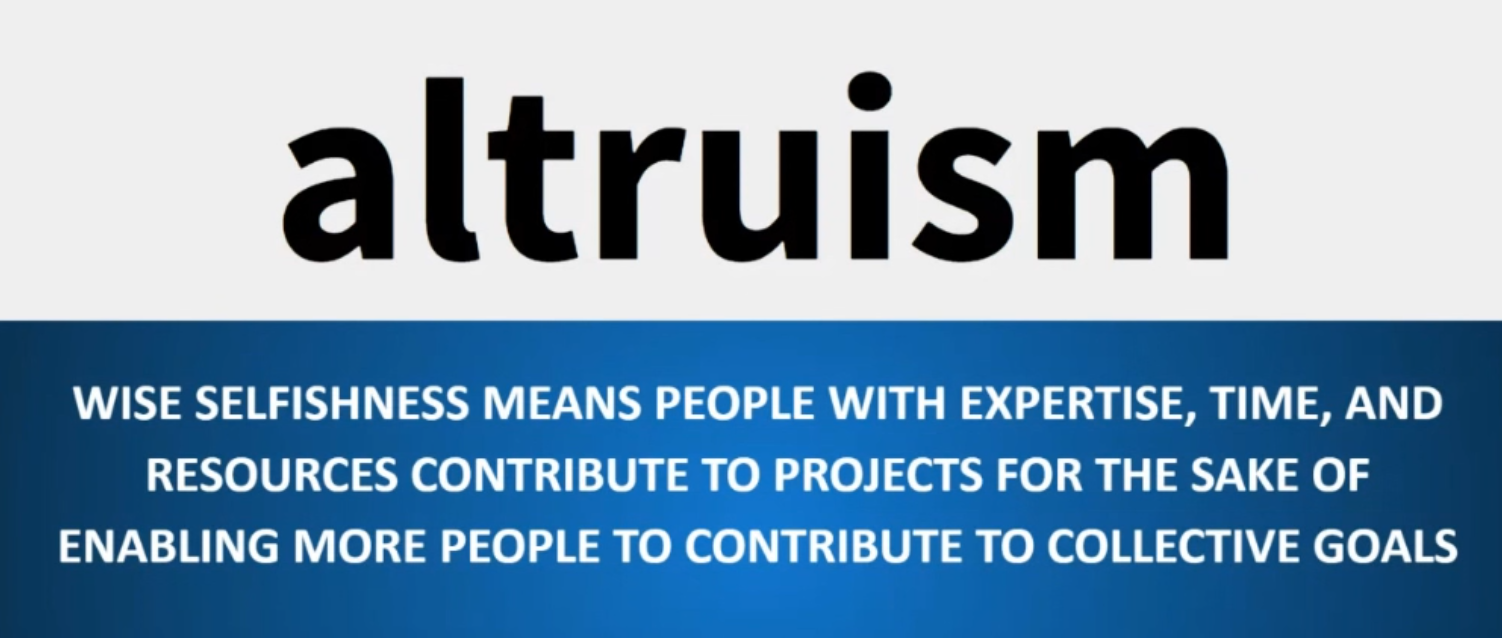 altruism
WISE SELFISHNESS MEANS PEOPLE WITH EXPERTISE, TIME, AND
RESOURCES CONTRIBUTE TO PROJECTS FOR THE SAKE OF
ENABLING MORE PEOPLE TO CONTRIBUTE TO COLLECTIVE GOALS